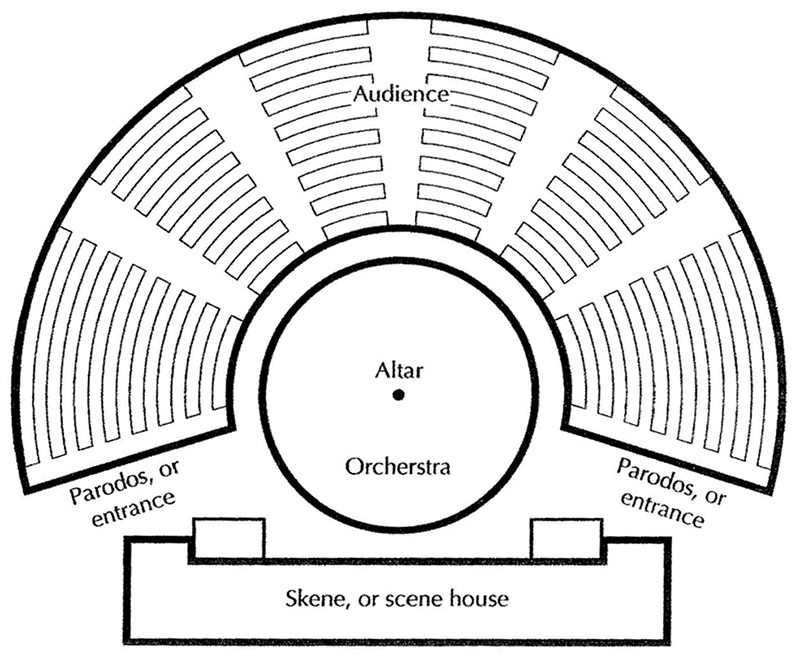 Audience
Altar
Orcherstra
Parodos, or
entrance
Parodos, or
entrance
Skene, or scene house